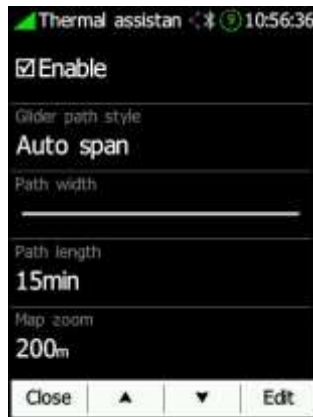 Thermal assistan 9 10:56:36
Enable
Glider path style
Auto span
Path width
Path length
15min
Map zoom
200m
Close Edit